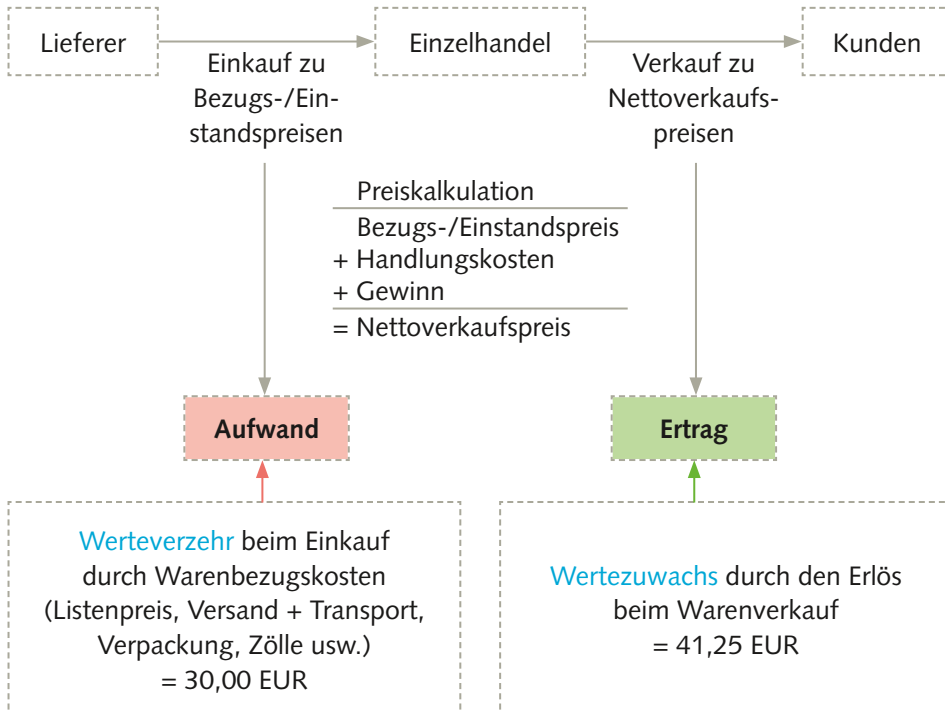 Lieferer
Einzelhandel
Kunden
Einkauf zu
Bezugs-/Ein-
standspreisen
Verkauf zu
Nettoverkaufs-
preisen
Preiskalkulation
Bezugs-/Einstandspreis
+ Handlungskosten
+ Gewinn
= Nettoverkaufspreis
Aufwand
Ertrag
Werteverzehr beim Einkauf
durch Warenbezugskosten
(Listenpreis, Versand + Transport,
Verpackung, Zölle usw.)
= 30,00 EUR
Wertezuwachs durch den Erlös
beim Warenverkauf
= 41,25 EUR